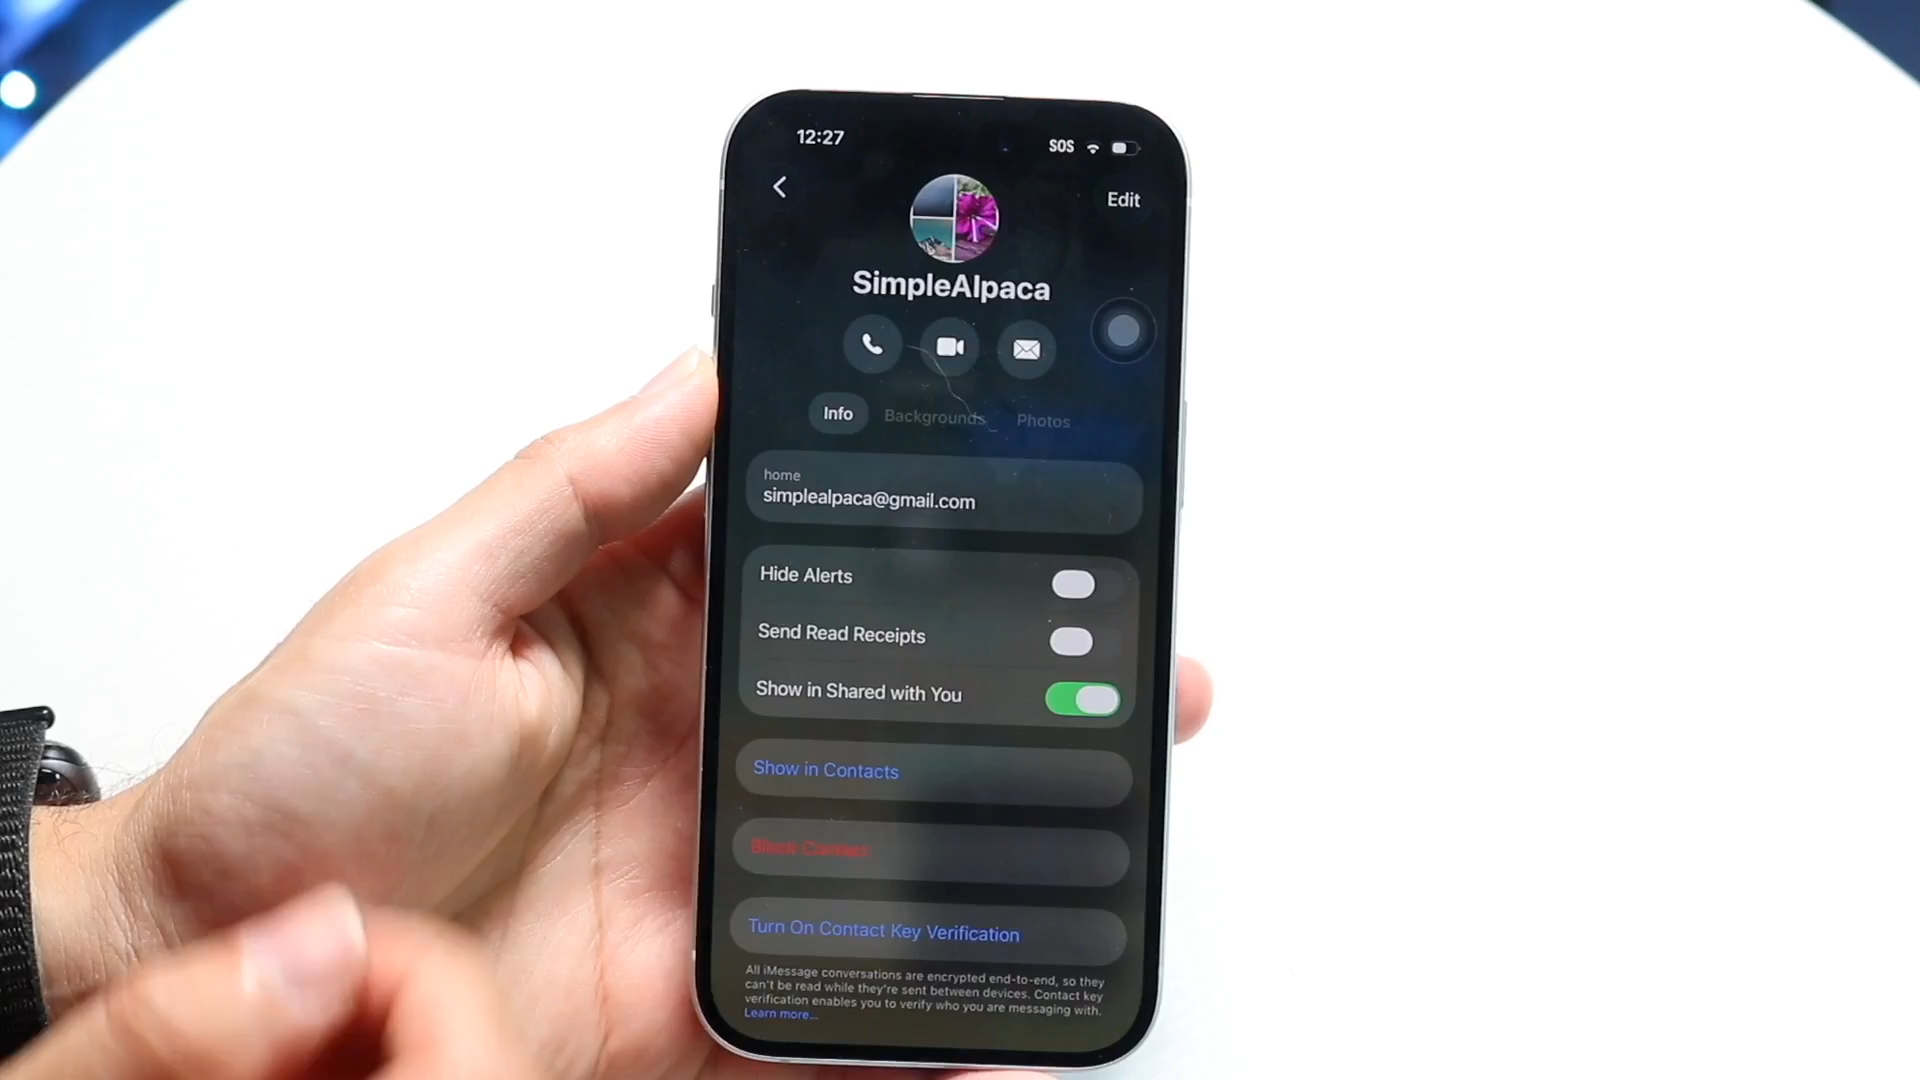 12:27
SOS
Edit
SimpleAlpaca
Info
Backgrounds
Photos
home
simplealpaca@gmail.com
Hide Alerts
Send Read Receipts
Show in Shared with You
Show in Contacts
Block Contact
Turn On Contact Key Verification
All iMessage conversations are encrypted end-to-end, so they
can't be read while they're sent between devices. Contact key
verification enables you to verify who you are messaging with.
Learn more...